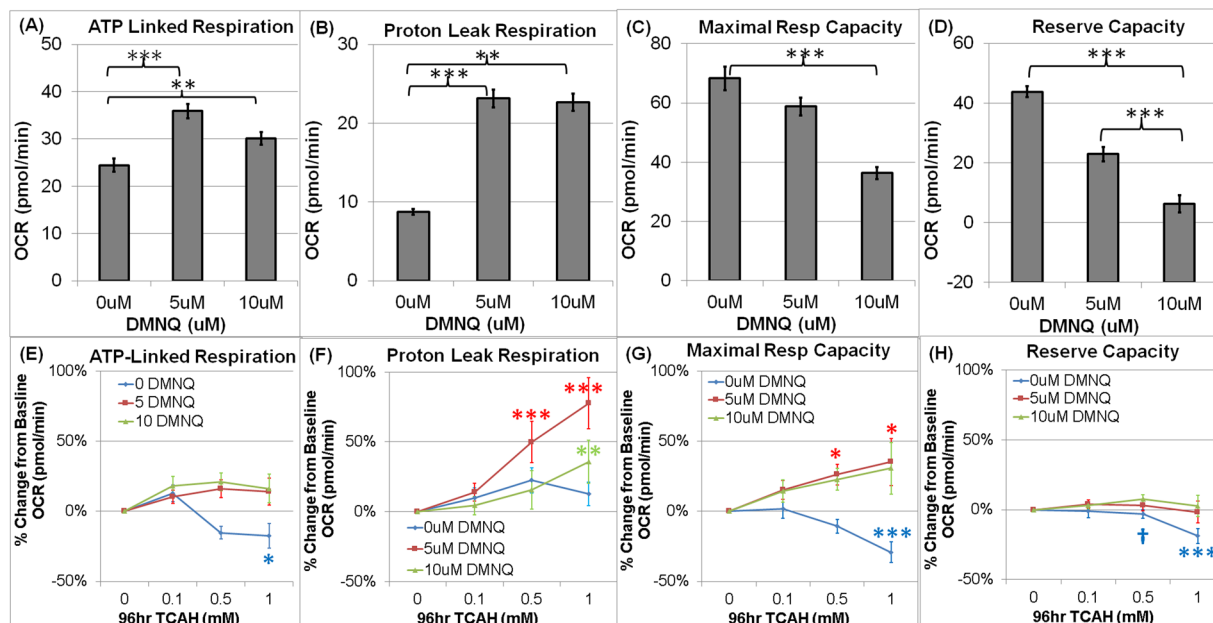 (A) ATP Linked Respiration
50
40
30
20
10
0
OCR (pmol/min)
***
**
0uM 5uM 10uM
DMNQ (uM)
(B) Proton Leak Respiration
30
20
10
0
OCR (pmol/min)
**
***
0uM 5uM 10uM
DMNQ (uM)
(C) Maximal Resp Capacity
80
60
40
20
0
OCR (pmol/min)
***
0uM 5uM 10uM
DMNQ (uM)
(D) Reserve Capacity
60
40
20
0
-20
OCR (pmol/min)
***
***
0uM 5uM 10uM
DMNQ (uM)
(E) ATP-Linked Respiration
100%
50%
0%
-50%
% Change from Baseline
OCR (pmol/min)
0 DMNQ
5 DMNQ
10 DMNQ
*
0 0.1 0.5 1
96hr TCAH (mM)
(F) Proton Leak Respiration
100%
50%
0%
-50%
% Change from Baseline
OCR (pmol/min)
***
***
**
0uM DMNQ
5uM DMNQ
10uM DMNQ
0 0.1 0.5 1
96hr TCAH (mM)
(G) Maximal Resp Capacity
100%
50%
0%
-50%
% Change from Baseline
OCR (pmol/min)
0uM DMNQ
5uM DMNQ
10uM DMNQ
*
*
***
0 0.1 0.5 1
96hr TCAH (mM)
(H) Reserve Capacity
100%
50%
0%
-50%
% Change from Baseline
OCR (pmol/min)
0uM DMNQ
5uM DMNQ
10uM DMNQ
†
***
0 0.1 0.5 1
96hr TCAH (mM)